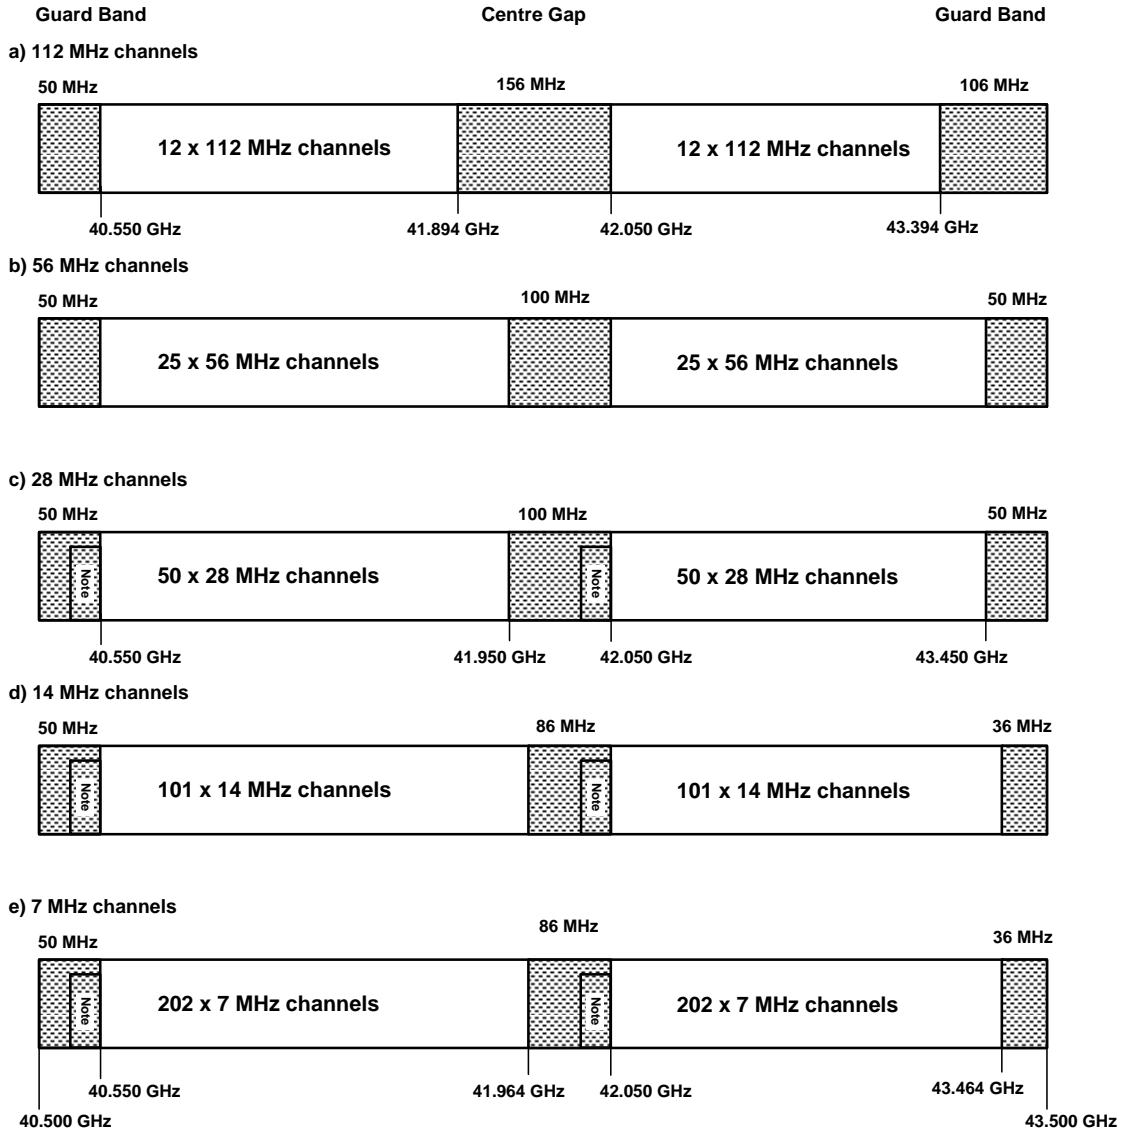 Guard Band Centre Gap Guard Band
a) 112 MHz channels
50 MHz 156 MHz 106 MHz
12 x 112 MHz channels 12 x 112 MHz channels
40.550 GHz 41.894 GHz 42.050 GHz 43.394 GHz
b) 56 MHz channels
50 MHz 100 MHz 50 MHz
25 x 56 MHz channels 25 x 56 MHz channels
c) 28 MHz channels
50 MHz 100 MHz 50 MHz
Note 50 x 28 MHz channels Note 50 x 28 MHz channels
40.550 GHz 41.950 GHz 42.050 GHz 43.450 GHz
d) 14 MHz channels
50 MHz 86 MHz 36 MHz
Note 101 x 14 MHz channels Note 101 x 14 MHz channels
e) 7 MHz channels
50 MHz 86 MHz 36 MHz
Note 202 x 7 MHz channels Note 202 x 7 MHz channels
40.550 GHz 41.964 GHz 42.050 GHz 43.464 GHz
40.500 GHz 43.500 GHz